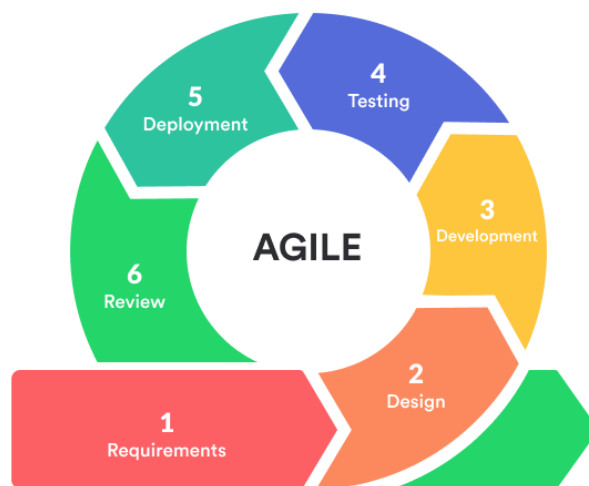 AGILE
1
Requirements
2
Design
3
Development
4
Testing
5
Deployment
6
Review